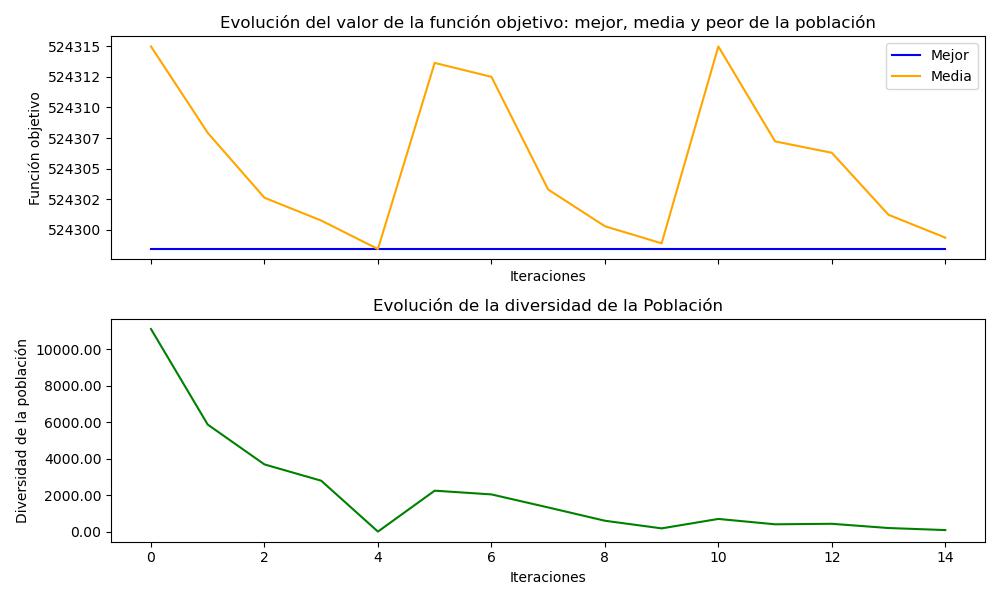 Evolución del valor de la función objetivo: mejor, media y peor de la población
Función objetivo
524315
524312
524310
524307
524305
524302
524300
Mejor
Media
Iteraciones
Evolución de la diversidad de la Población
Diversidad de la población
10000.00
8000.00
6000.00
4000.00
2000.00
0.00
0 2 4 6 8 10 12 14
Iteraciones